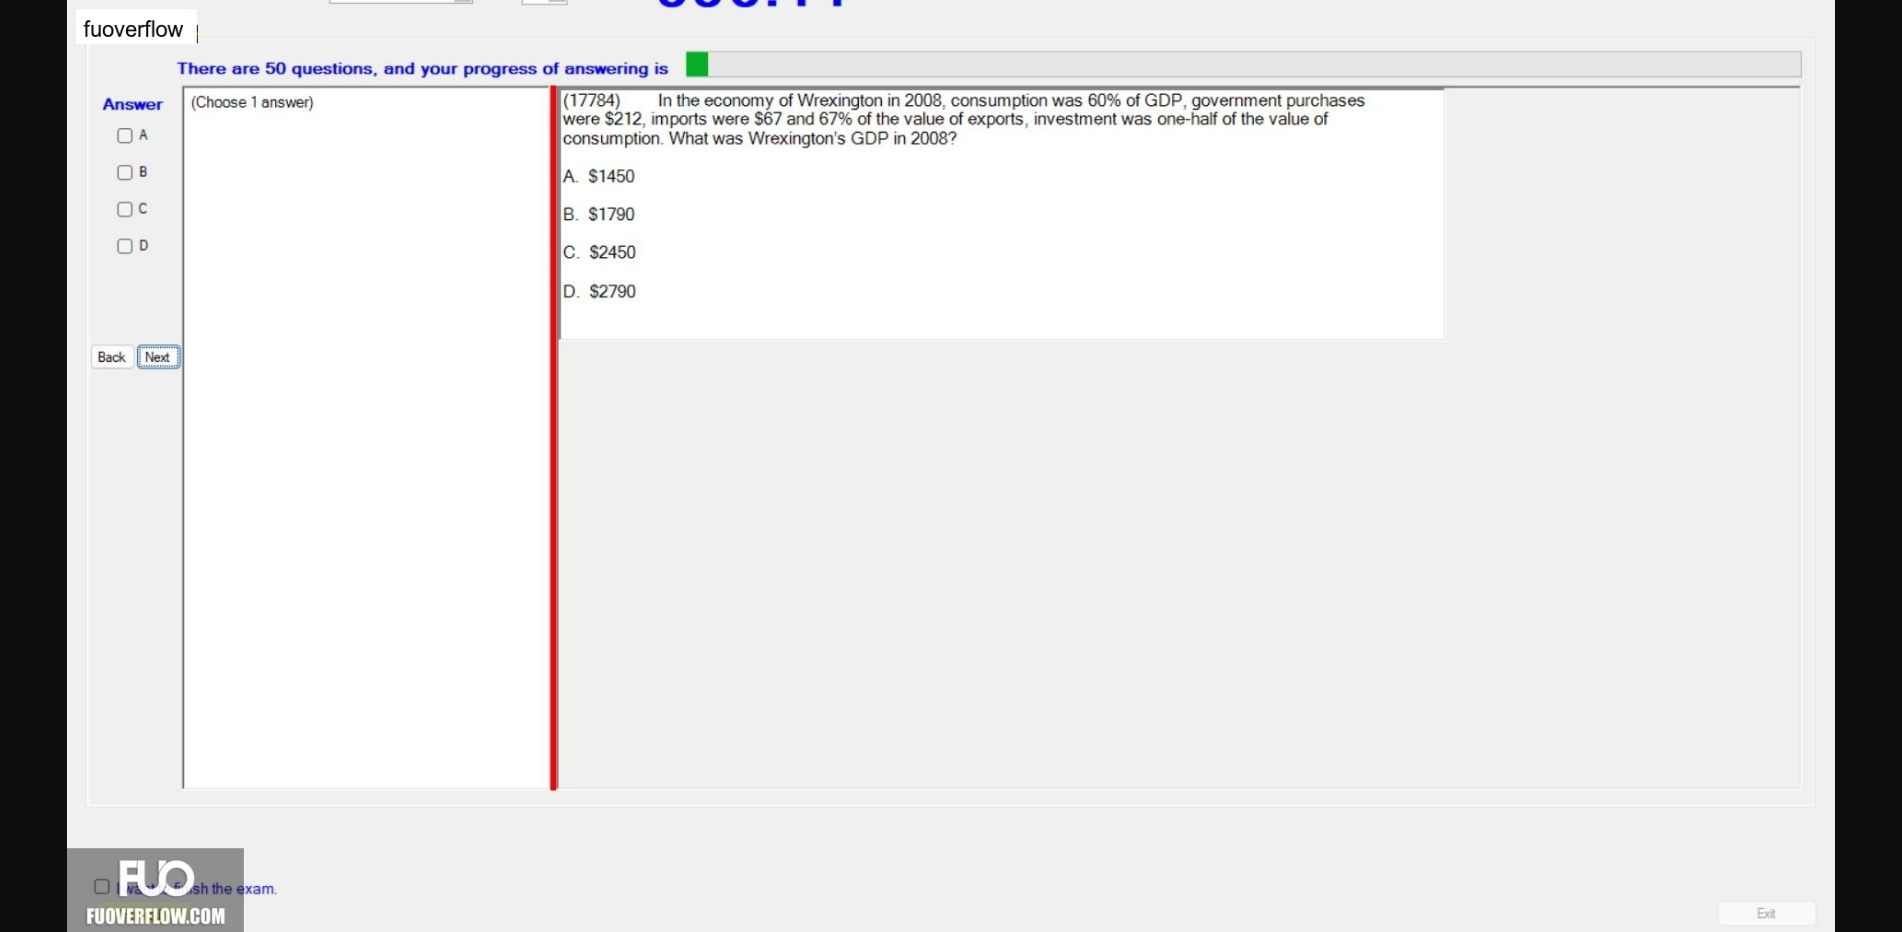 fuoverflow
There are 50 questions, and your progress of answering is
Answer
(Choose 1 answer)
A
B
C
D
Back Next
(17784) In the economy of Wrexington in 2008, consumption was 60% of GDP, government purchases
were $212, imports were $67 and 67% of the value of exports, investment was one-half of the value of
consumption. What was Wrexington's GDP in 2008?
A. $1450
B. $1790
C. $2450
D. $2790
FUO
sh the exam.
FUOVERFLOW.COM
Exit